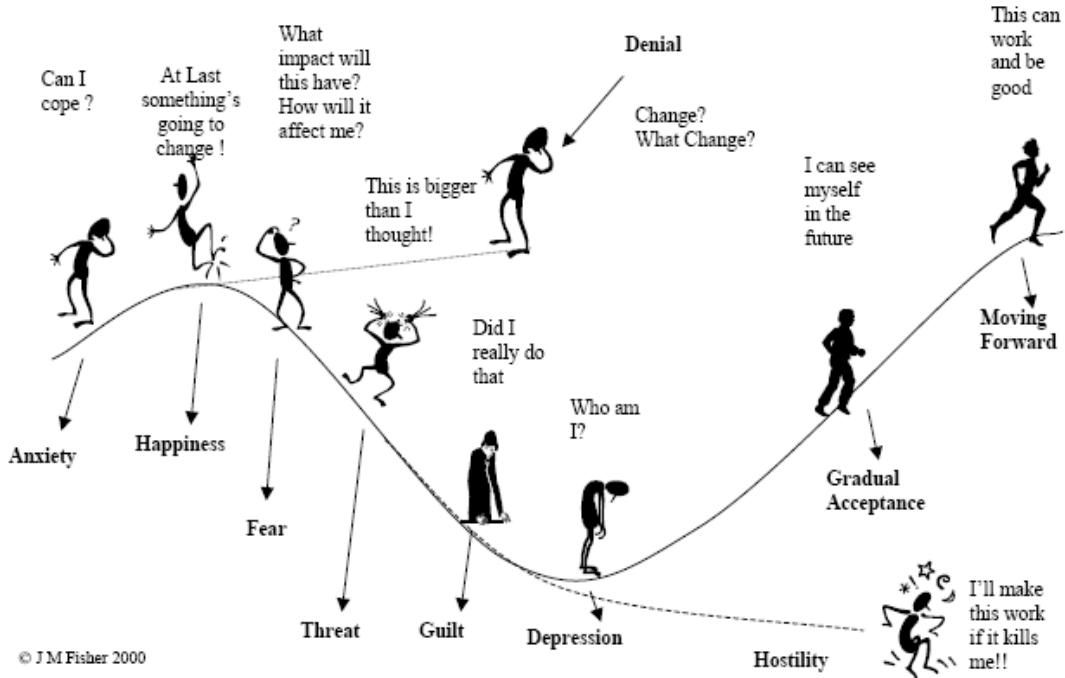 Can I
cope ?
At Last
something's
going to
change !
What
impact will
this have?
How will it
affect me?
Denial
Change?
What Change?
This can
work
and be
good
This is bigger
than I
thought!
I can see
myself
in the
future
?
Did I
really do
that
Who am
I?
Moving
Forward
Anxiety
Happiness
Fear
Gradual
Acceptance
Threat
Guilt
Depression
Hostility
*!
I'll make
this work
if it kills
me!!
© J M Fisher 2000